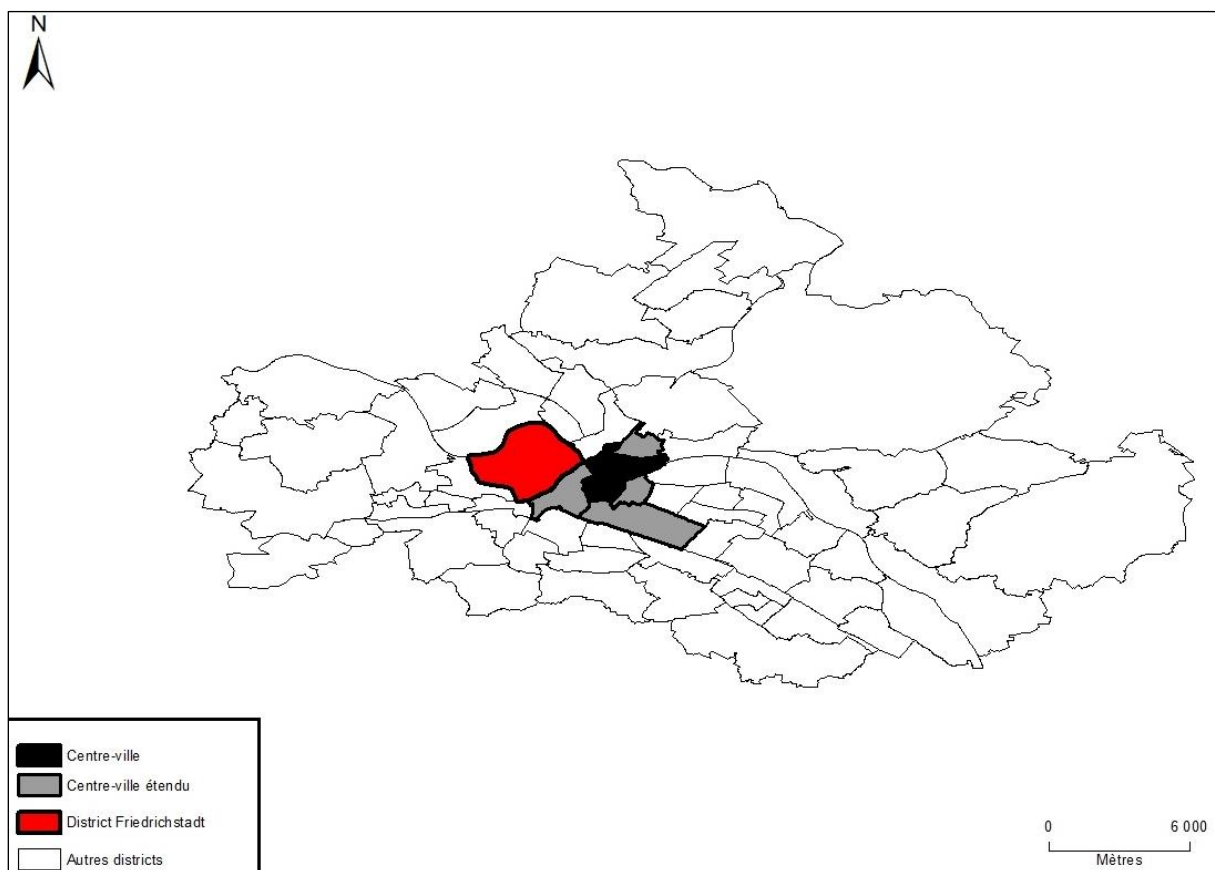 N
Centre-ville
Centre-ville étendu
District Friedrichstadt
Autres districts
0 6 000
Mètres